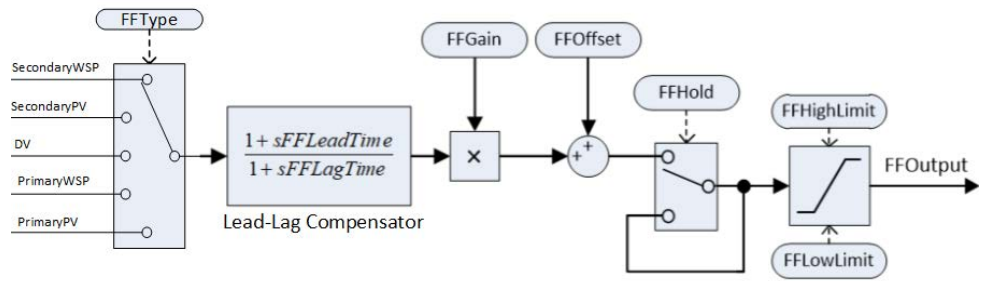 FFType
FFGain
FFOffset
SecondaryWSP
SecondaryPV
DV
PrimaryWSP
PrimaryPV
1 + sFFLeadTime
1 + sFFLagTime
Lead-Lag Compensator
×
+
+
FFHold
FFHighLimit
FFOutput
FFLowLimit